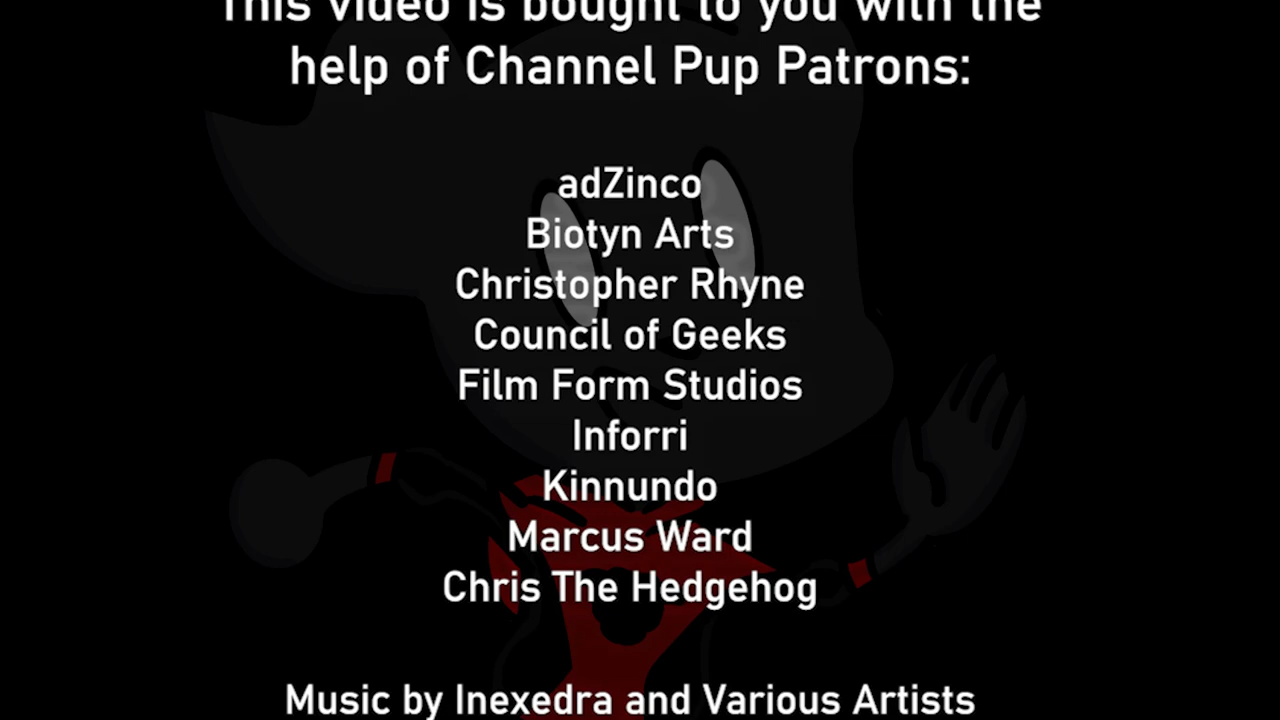 This video is bought to you with the
help of Channel Pup Patrons:
adZinco
Biotyn Arts
Christopher Rhyne
Council of Geeks
Film Form Studios
Inforri
Kinnundo
Marcus Ward
Chris The Hedgehog
Music by Inexedra and Various Artists